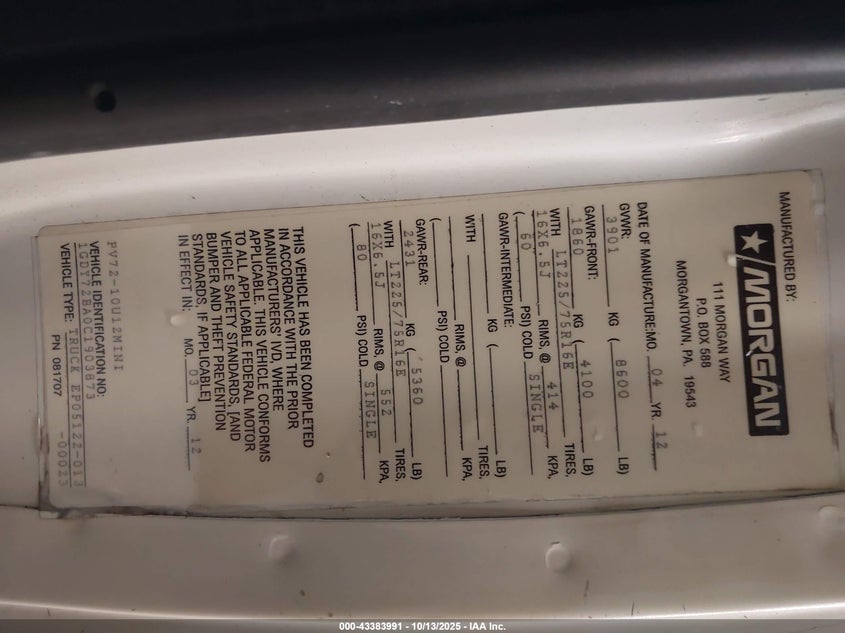 MANUFACTURED BY:
MORGAN
111 MORGAN WAY
P.O. BOX 588
MORGANTOWN, PA. 19543
DATE OF MANUFACTURE: MO. 04 YR. 12
GVWR: 3901 KG ( 8600 LB)
GAWR-FRONT:
1860 KG ( 4100 LB)
WITH LT225/75R16E TIRES,
16X6.5J RIMS, @ 414 KPA,
( 60 PSI) COLD SINGLE
GAWR-INTERMEDIATE:
KG ( LB)
WITH TIRES,
RIMS, @ KPA,
( PSI) COLD
GAWR-REAR:
2431 KG ( 5360 LB)
WITH LT225/75R16E TIRES,
16X6.5J RIMS, @ 552 KPA,
( 80 PSI) COLD SINGLE
THIS VEHICLE HAS BEEN COMPLETED
IN ACCORDANCE WITH THE PRIOR
MANUFACTURERS' IVD, WHERE
APPLICABLE. THIS VEHICLE CONFORMS
TO ALL APPLICABLE FEDERAL MOTOR
VEHICLE SAFETY STANDARDS, [AND
BUMPER AND THEFT PREVENTION
STANDARDS, IF APPLICABLE]
IN EFFECT IN: MO. 03 YR. 12
PV72-10U12MINI
VEHICLE IDENTIFICATION NO:
1GDY72BA0C1903873
VEHICLE TYPE: TRUCK EP05122-013
PN 081707 -00023
000-43383991 - 10/13/2025 - IAA Inc.